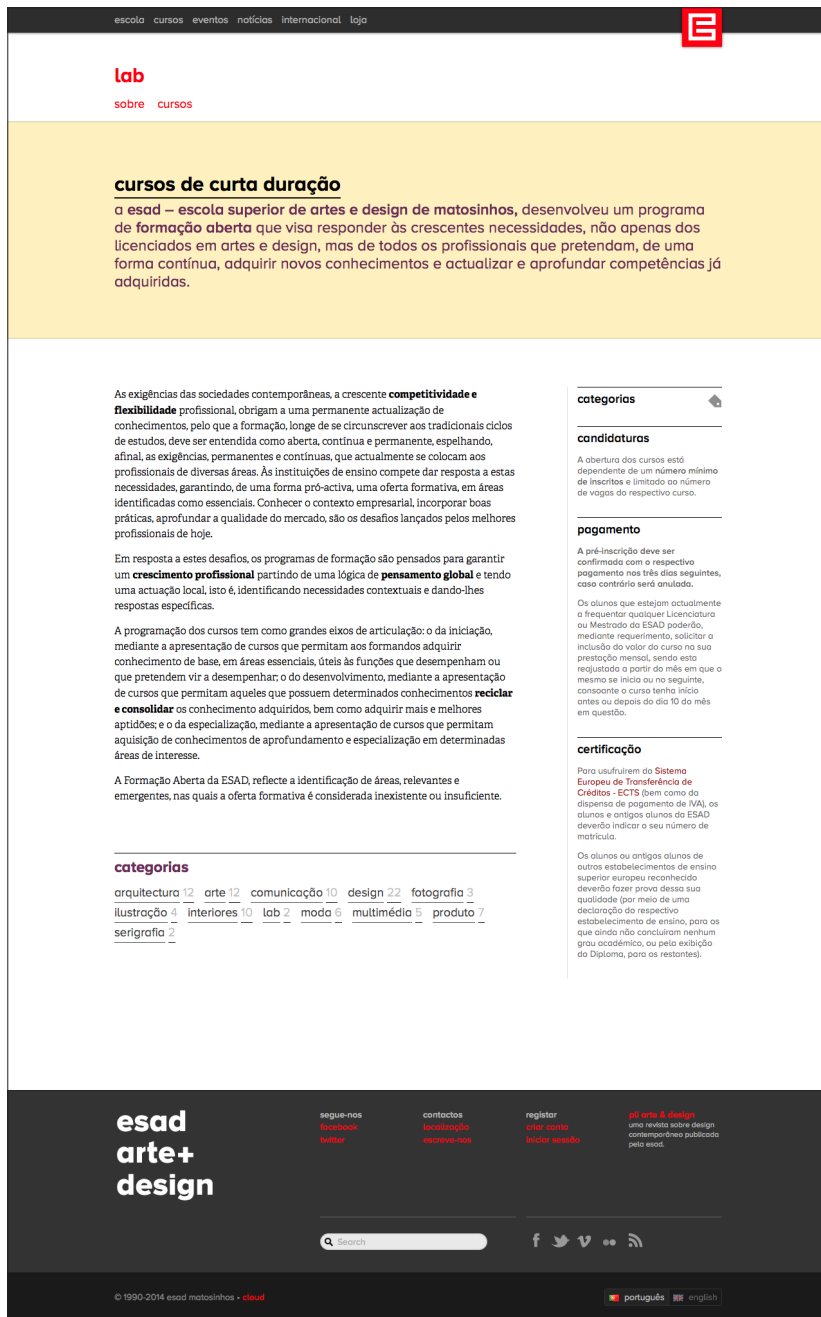 escola cursos eventos notícias internacional loja
lab
sobre cursos
cursos de curta duração
a esad – escola superior de artes e design de matosinhos, desenvolveu um programa
de formação aberta que visa responder às crescentes necessidades, não apenas dos
licenciados em artes e design, mas de todos os profissionais que pretendam, de uma
forma contínua, adquirir novos conhecimentos e actualizar e aprofundar competências já
adquiridas.
As exigências das sociedades contemporâneas, a crescente competitividade e
flexibilidade profissional, obrigam a uma permanente actualização de
conhecimentos, pelo que a formação, longe de se circunscrever aos tradicionais ciclos
de estudos, deve ser entendida como aberta, contínua e permanente, espelhando,
afinal, as exigências, permanentes e contínuas, que actualmente se colocam aos
profissionais de diversas áreas. Às instituições de ensino compete dar resposta a estas
necessidades, garantindo, de uma forma pró-activa, uma oferta formativa, em áreas
identificadas como essenciais. Conhecer o contexto empresarial, incorporar boas
práticas, aprofundar a qualidade do mercado, são os desafios lançados pelos melhores
profissionais de hoje.
Em resposta a estes desafios, os programas de formação são pensados para garantir
um crescimento profissional partindo de uma lógica de pensamento global e tendo
uma actuação local, isto é, identificando necessidades contextuais e dando-lhes
respostas específicas.
A programação dos cursos tem como grandes eixos de articulação: o da iniciação,
mediante a apresentação de cursos que permitam aos formandos adquirir
conhecimento de base, em áreas essenciais, úteis às funções que desempenham ou
que pretendem vir a desempenhar; o do desenvolvimento, mediante a apresentação
de cursos que permitam aqueles que possuem determinados conhecimentos reciclar
e consolidar os conhecimento adquiridos, bem como adquirir mais e melhores
aptidões; e o da especialização, mediante a apresentação de cursos que permitam
aquisição de conhecimentos de aprofundamento e especialização em determinadas
áreas de interesse.
A Formação Aberta da ESAD, reflecte a identificação de áreas, relevantes e
emergentes, nas quais a oferta formativa é considerada inexistente ou insuficiente.
categorias
arquitectura 12 arte 12 comunicação 10 design 22 fotografia 3
ilustração 4 interiores 10 lab 2 moda 6 multimédia 5 produto 7
serigrafia 2
categorias
candidaturas
A abertura dos cursos está
dependente de um número mínimo
de inscritos e limitado ao número
de vagas do respectivo curso.
pagamento
A pré-inscrição deve ser
confirmada com o respectivo
pagamento nos três dias seguintes,
caso contrário será anulada.
Os alunos que estejam actualmente
a frequentar qualquer Licenciatura
ou Mestrado da ESAD poderão,
mediante requerimento, solicitar a
inclusão do valor do curso na sua
prestação mensal, sendo esta
reajustada a partir do mês em que o
mesmo se inicia ou no seguinte,
consoante o curso tenha início
antes ou depois do dia 10 do mês
em questão.
certificação
Para usufruirem do Sistema
Europeu de Transferência de
Créditos - ECTS (bem como da
dispensa de pagamento de IVA), os
alunos e antigos alunos da ESAD
deverão indicar o seu número de
matrícula.
Os alunos ou antigos alunos de
outros estabelecimentos de ensino
superior europeu reconhecido
deverão fazer prova dessa sua
qualidade (por meio de uma
declaração do respectivo
estabelecimento de ensino, para os
que ainda não concluiram nenhum
grau académico, ou pela exibição
do Diploma, para os restantes).
esad
arte+
design
segue-nos
facebook
twitter
contactos
localização
escreve-nos
registar
criar conta
iniciar sessão
pli arte & design
uma revista sobre design
contemporâneo publicada
pela esad.
Search
© 1990-2014 esad matosinhos • cloud
português english